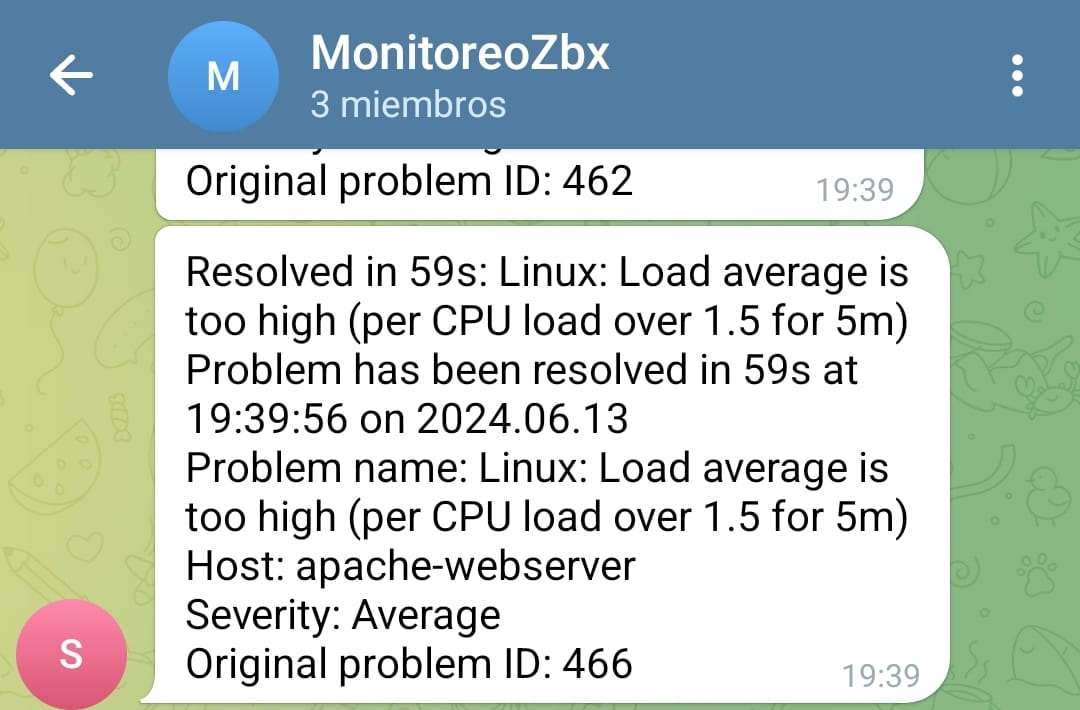 M
MonitoreoZbx
3 miembros
Original problem ID: 462
19:39
Resolved in 59s: Linux: Load average is
too high (per CPU load over 1.5 for 5m)
Problem has been resolved in 59s at
19:39:56 on 2024.06.13
Problem name: Linux: Load average is
too high (per CPU load over 1.5 for 5m)
Host: apache-webserver
Severity: Average
Original problem ID: 466
19:39
S